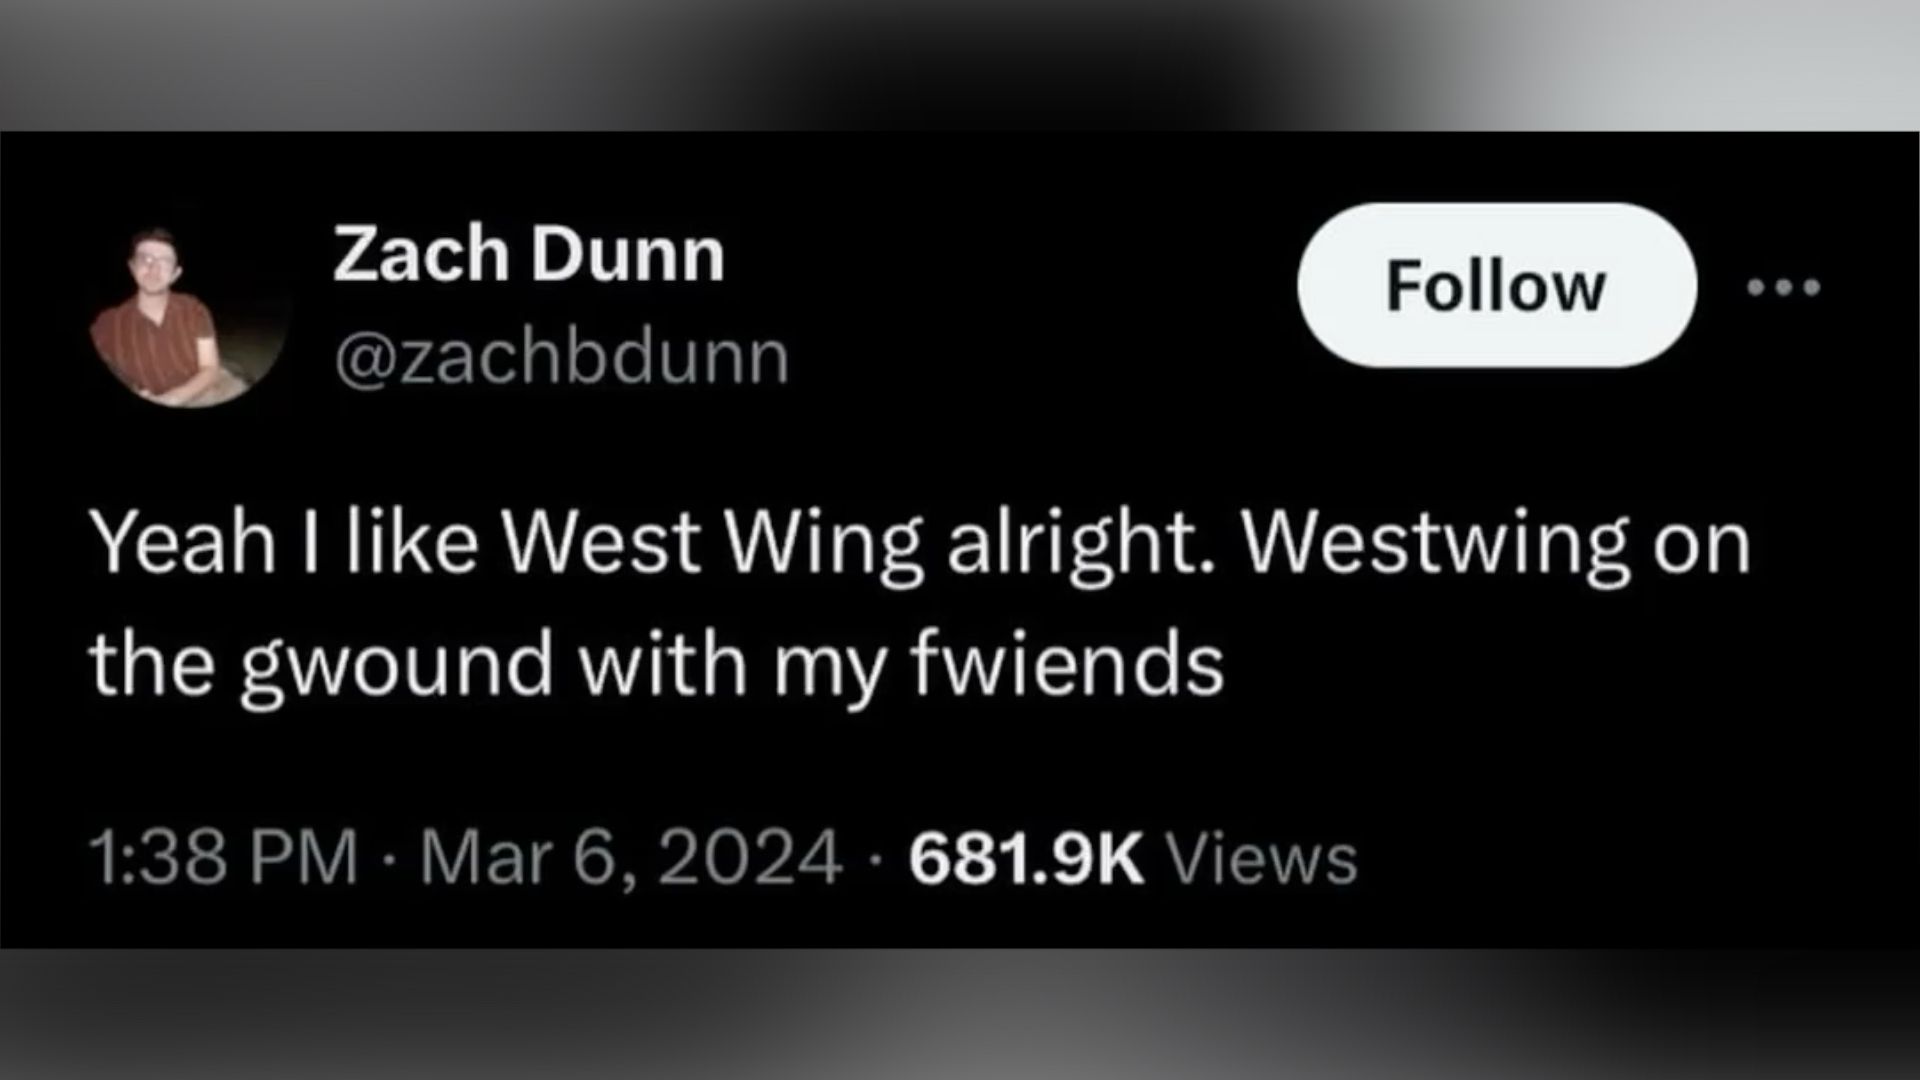 Zach Dunn
Follow
@zachbdunn
Yeah I like West Wing alright. Westwing on
the gwound with my fwiends
1:38 PM · Mar 6, 2024 · 681.9K Views